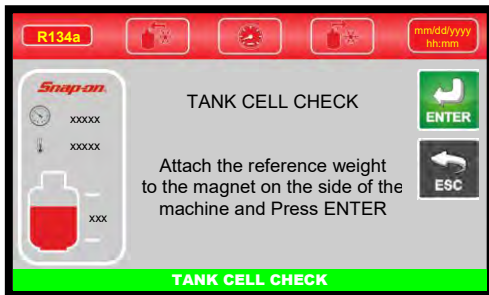 R134a
mm/dd/yyyy
hh:mm
Snap-on
xxxxx
xxxxx
xxx
TANK CELL CHECK
Attach the reference weight
to the magnet on the side of the
machine and Press ENTER
ENTER
ESC
TANK CELL CHECK